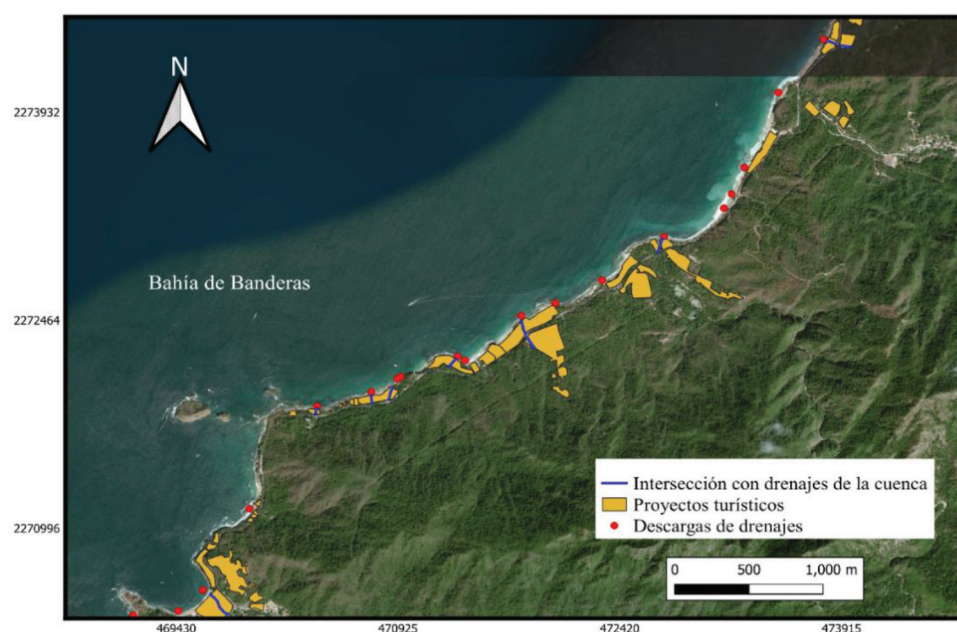 N
2273932
Bahía de Banderas
2272464
Intersección con drenajes de la cuenca
Proyectos turísticos
Descargas de drenajes
2270996
0 500 1,000 m
469430 470925 472420 473915